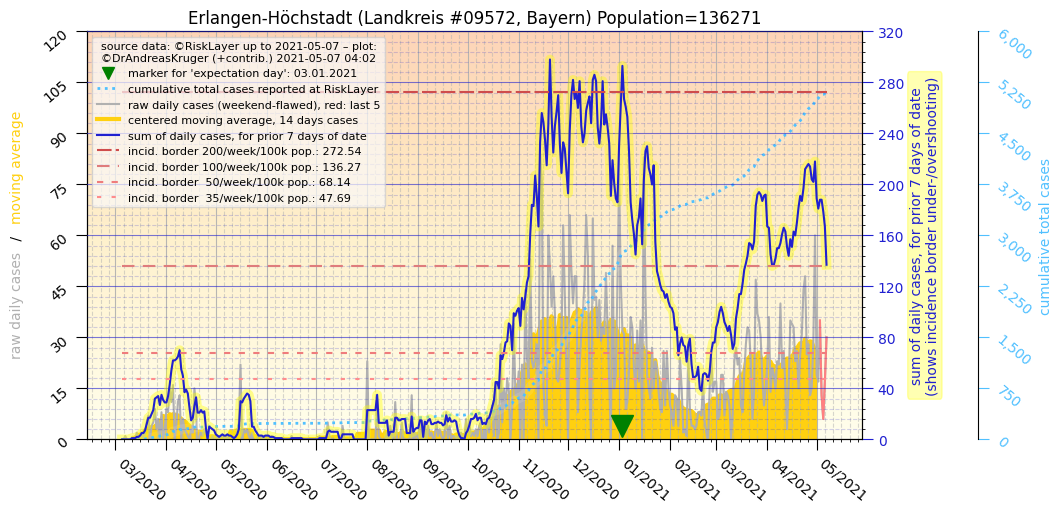 Erlangen-Höchstadt (Landkreis #09572, Bayern) Population=136271
source data: ©RiskLayer up to 2021-05-07 – plot:
©DrAndreasKruger (+contrib.) 2021-05-07 04:02
marker for 'expectation day': 03.01.2021
cumulative total cases reported at RiskLayer
raw daily cases (weekend-flawed), red: last 5
centered moving average, 14 days cases
sum of daily cases, for prior 7 days of date
incid. border 200/week/100k pop.: 272.54
incid. border 100/week/100k pop.: 136.27
incid. border 50/week/100k pop.: 68.14
incid. border 35/week/100k pop.: 47.69
raw daily cases / moving average
120
105
90
75
60
45
30
15
0
320
280
240
200
160
120
80
40
0
sum of daily cases, for prior 7 days of date
(shows incidence border under-/overshooting)
6,000
5,250
4,500
3,750
3,000
2,250
1,500
750
0
cumulative total cases
03/2020
04/2020
05/2020
06/2020
07/2020
08/2020
09/2020
10/2020
11/2020
12/2020
01/2021
02/2021
03/2021
04/2021
05/2021